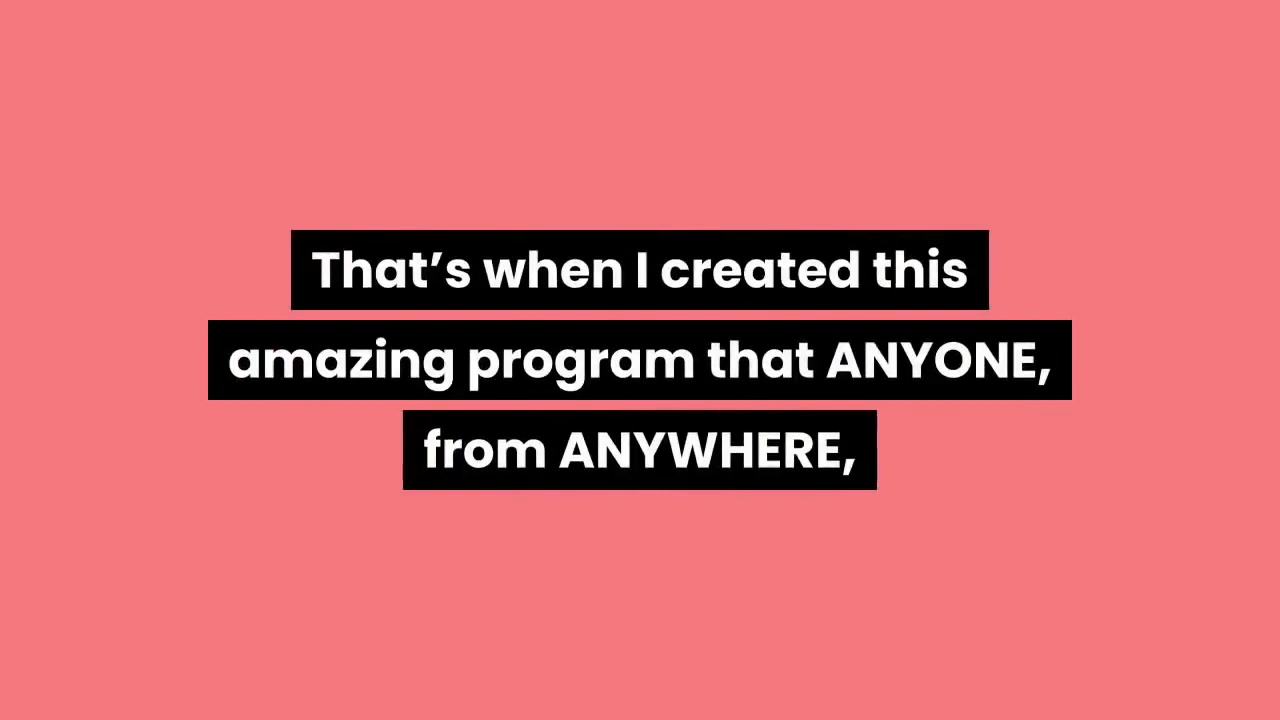 That’s when I created this
amazing program that ANYONE,
from ANYWHERE,